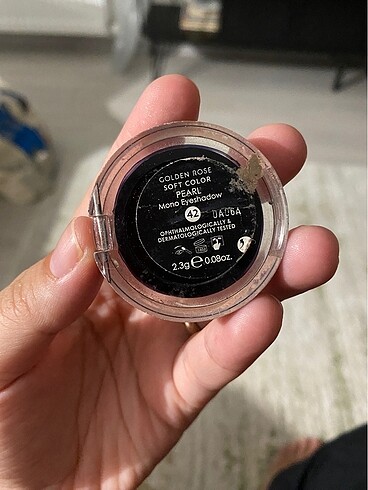 GOLDEN ROSE
SOFT COLOR
PEARL
Mono Eyeshadow
42
OPHTHALMOLOGICALLY &
DERMATOLOGICALLY TESTED
2.3g e 0.08oz.